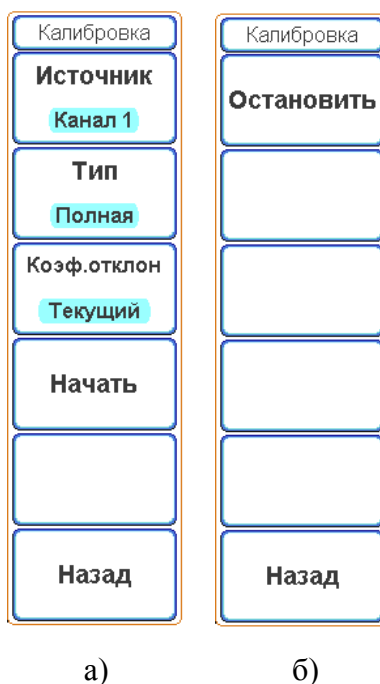 Калибровка
Источник
Канал 1
Тип
Полная
Коэф.отклон
Текущий
Начать
Назад
а)
Калибровка
Остановить
Назад
б)